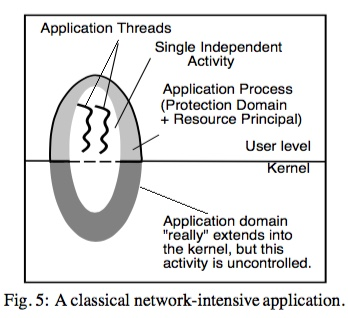 Application Threads
Single Independent
Activity
Application Process
(Protection Domain
+ Resource Principal)
User level
Kernel
Application domain
"really" extends into
the kernel, but this
activity is uncontrolled.
Fig. 5: A classical network-intensive application.